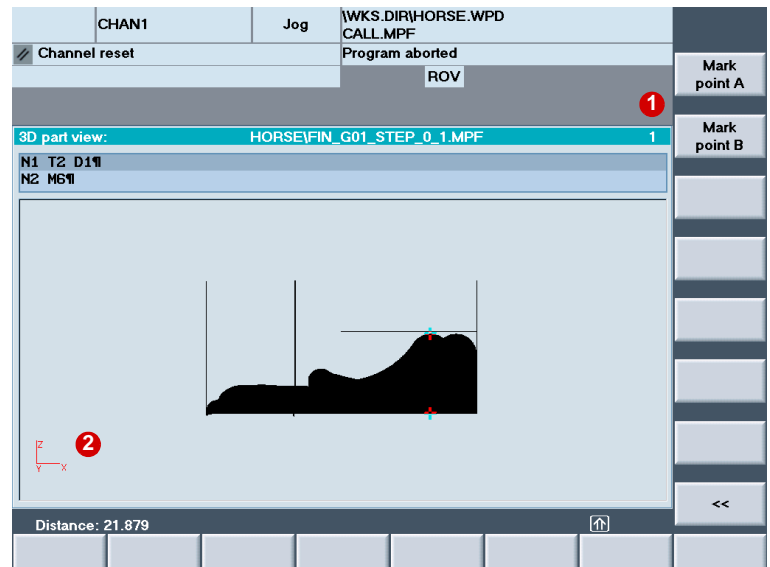 CHAN1
Jog
\WKS.DIR\HORSE.WPD
CALL.MPF
Channel reset
Program aborted
ROV
Mark
point A
1
Mark
point B
3D part view:
HORSE\FIN_G01_STEP_0_1.MPF
1
N1 T2 D1¶
N2 M6¶
Z
Y X
2
<<
Distance: 21.879